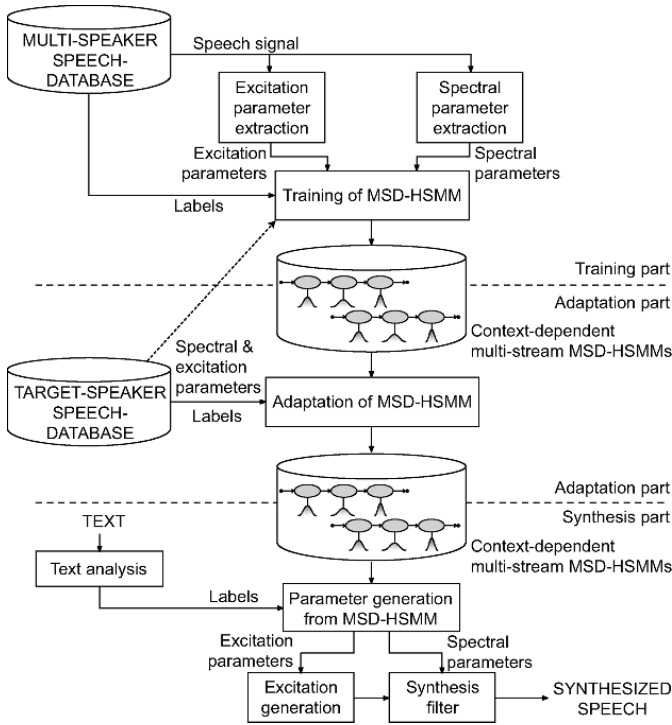 MULTI-SPEAKER
SPEECH-
DATABASE
Speech signal
Excitation
parameter
extraction
Spectral
parameter
extraction
Excitation
parameters
Spectral
parameters
Labels
Training of MSD-HSMM
Training part
Adaptation part
Context-dependent
multi-stream MSD-HSMMs
Spectral &
excitation
parameters
TARGET-SPEAKER
SPEECH-
DATABASE
Labels
Adaptation of MSD-HSMM
Adaptation part
Synthesis part
Context-dependent
multi-stream MSD-HSMMs
TEXT
Text analysis
Labels
Parameter generation
from MSD-HSMM
Excitation
parameters
Spectral
parameters
Excitation
generation
Synthesis
filter
SYNTHESIZED
SPEECH